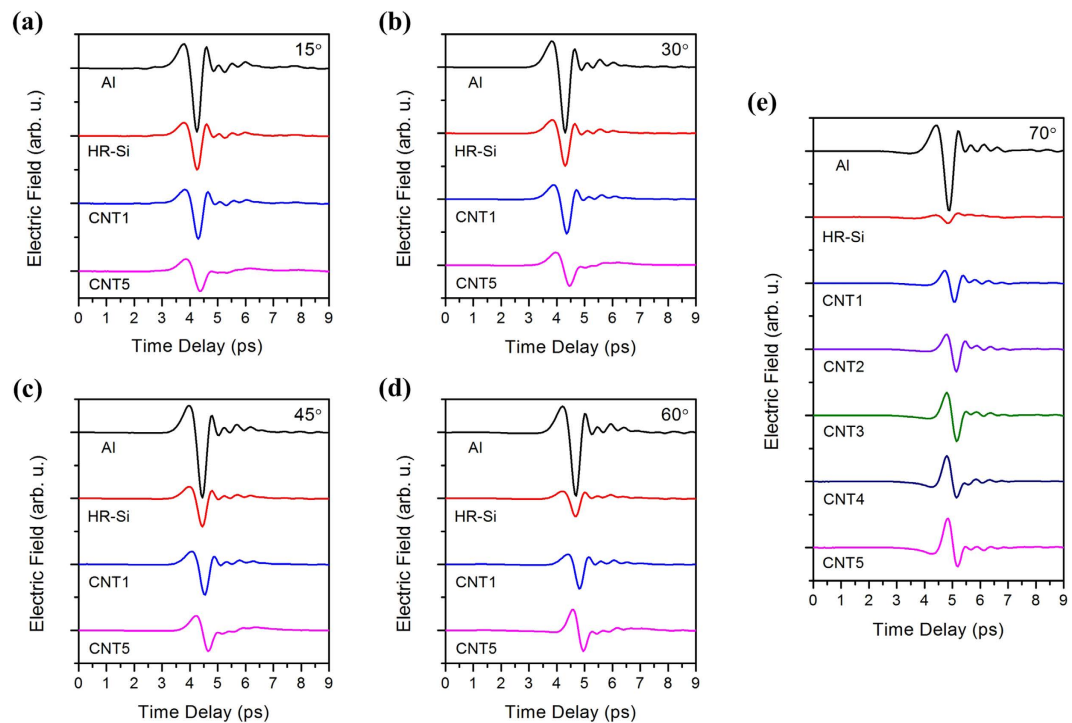 (a)
15°
Al
HR-Si
CNT1
CNT5
Electric Field (arb. u.)
0 1 2 3 4 5 6 7 8 9
Time Delay (ps)
(b)
30°
Al
HR-Si
CNT1
CNT5
Electric Field (arb. u.)
0 1 2 3 4 5 6 7 8 9
Time Delay (ps)
(c)
45°
Al
HR-Si
CNT1
CNT5
Electric Field (arb. u.)
0 1 2 3 4 5 6 7 8 9
Time Delay (ps)
(d)
60°
Al
HR-Si
CNT1
CNT5
Electric Field (arb. u.)
0 1 2 3 4 5 6 7 8 9
Time Delay (ps)
(e)
70°
Al
HR-Si
CNT1
CNT2
CNT3
CNT4
CNT5
Electric Field (arb. u.)
0 1 2 3 4 5 6 7 8 9
Time Delay (ps)